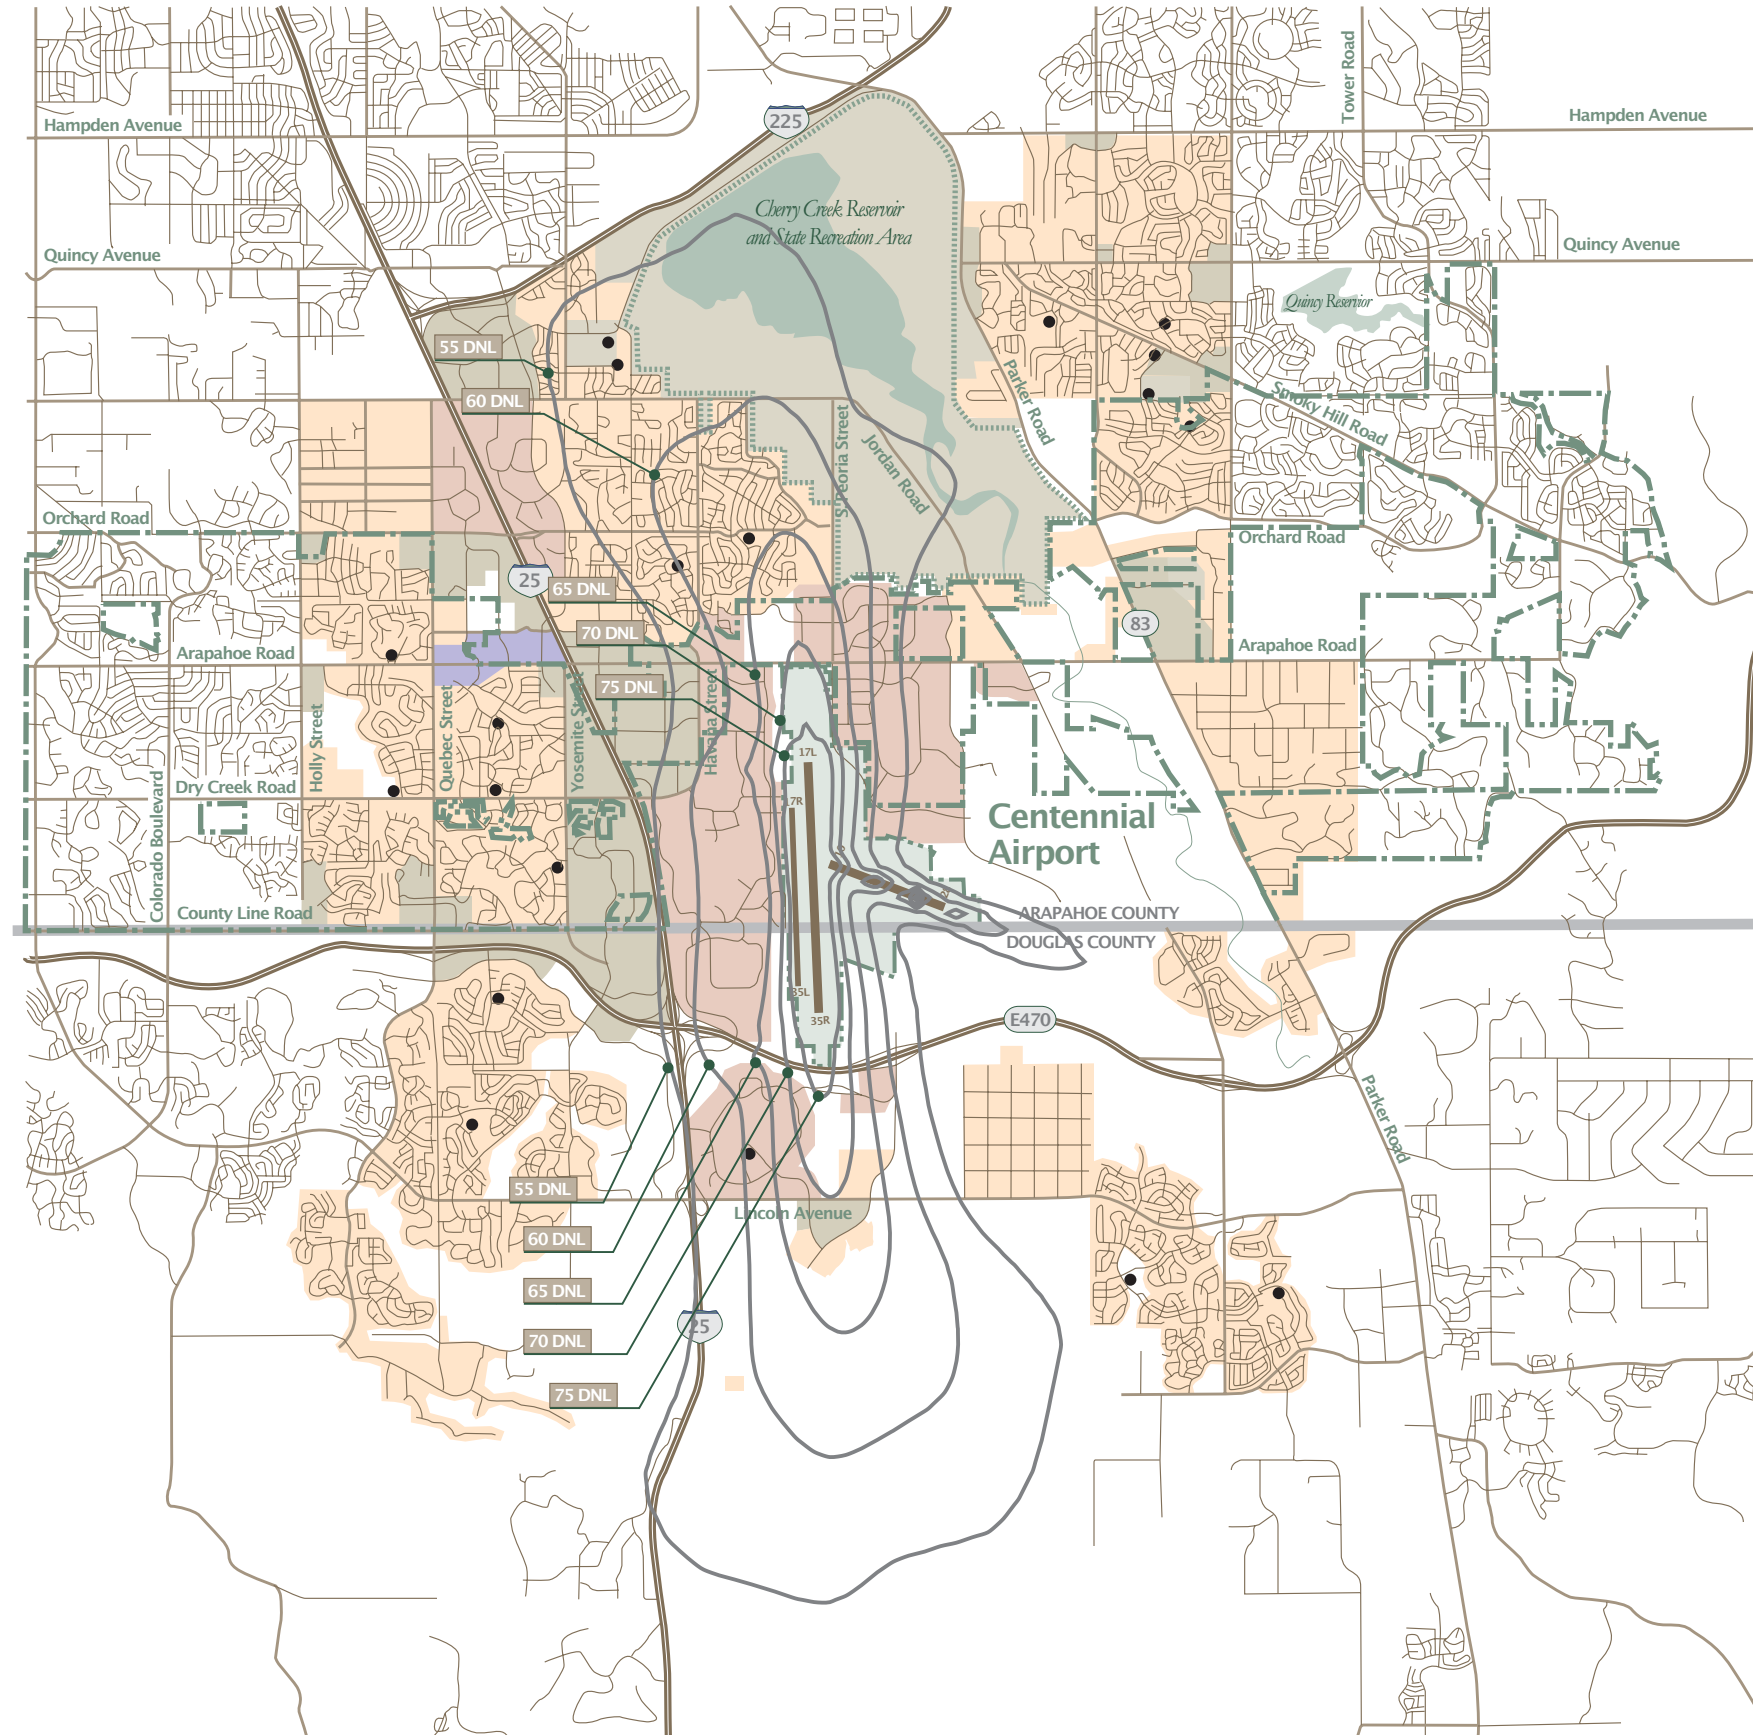 Tower Road
Hampden Avenue
225
Hampden Avenue
Cherry Creek Reservoir
and State Recreation Area
Quincy Avenue
Quincy Avenue
Quincy Reservior
55 DNL
60 DNL
Parker Road
Smoky Hill Road
S Peoria Street
Jordan Road
Orchard Road
Orchard Road
25
65 DNL
70 DNL
83
Arapahoe Road
Arapahoe Road
75 DNL
Holly Street
Quebec Street
Yosemite Street
Havana Street
17L
Colorado Boulevard
Dry Creek Road
17R
Centennial
Airport
County Line Road
ARAPAHOE COUNTY
DOUGLAS COUNTY
35L
35R
E470
Parker Road
55 DNL
Lincoln Avenue
60 DNL
65 DNL
25
70 DNL
75 DNL